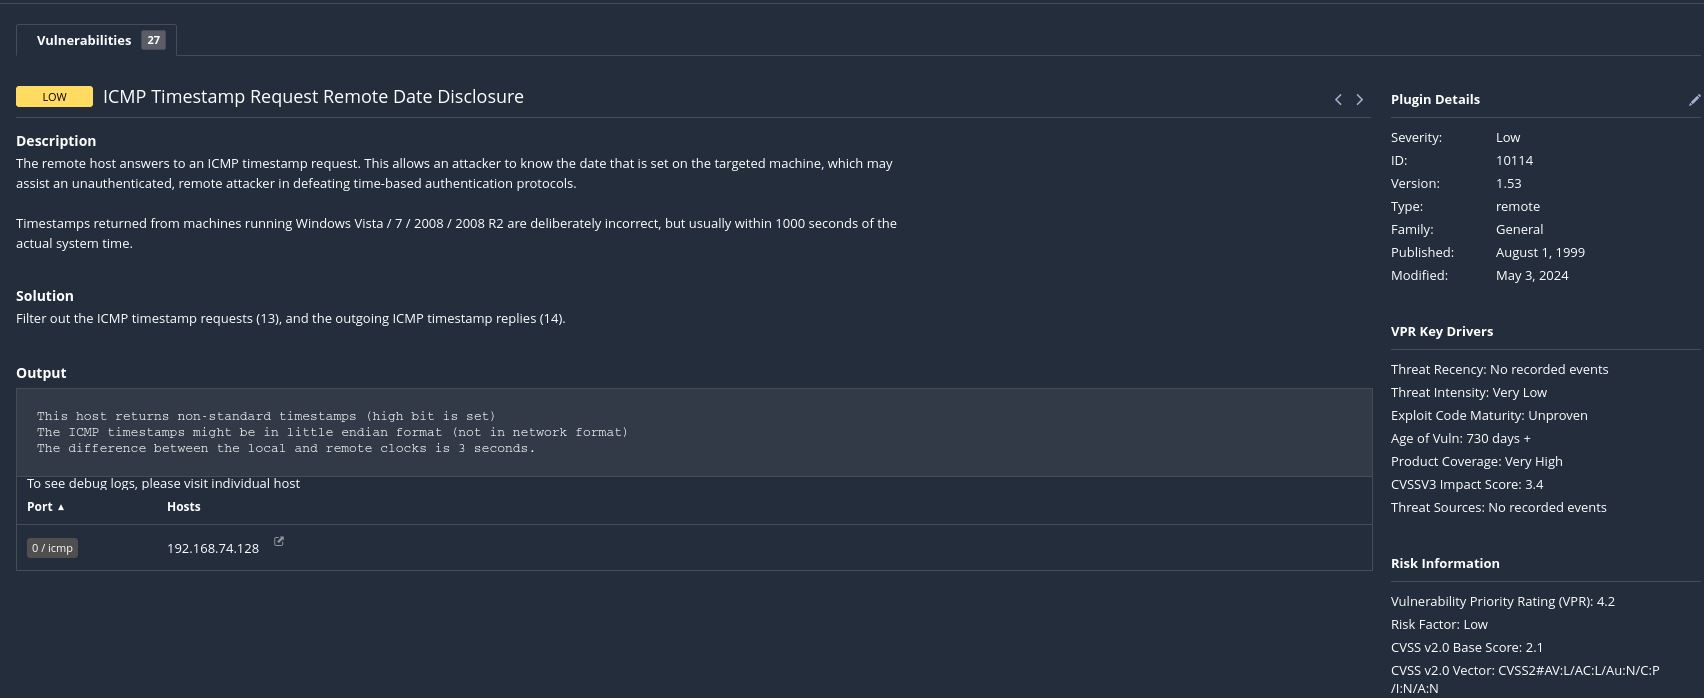 Vulnerabilities 27
LOW ICMP Timestamp Request Remote Date Disclosure
Description
The remote host answers to an ICMP timestamp request. This allows an attacker to know the date that is set on the targeted machine, which may
assist an unauthenticated, remote attacker in defeating time-based authentication protocols.
Timestamps returned from machines running Windows Vista / 7 / 2008 / 2008 R2 are deliberately incorrect, but usually within 1000 seconds of the
actual system time.
Solution
Filter out the ICMP timestamp requests (13), and the outgoing ICMP timestamp replies (14).
Output
This host returns non-standard timestamps (high bit is set)
The ICMP timestamps might be in little endian format (not in network format)
The difference between the local and remote clocks is 3 seconds.
To see debug logs, please visit individual host
Port ▲ Hosts
0 / icmp 192.168.74.128
Plugin Details
Severity: Low
ID: 10114
Version: 1.53
Type: remote
Family: General
Published: August 1, 1999
Modified: May 3, 2024
VPR Key Drivers
Threat Recency: No recorded events
Threat Intensity: Very Low
Exploit Code Maturity: Unproven
Age of Vuln: 730 days +
Product Coverage: Very High
CVSSV3 Impact Score: 3.4
Threat Sources: No recorded events
Risk Information
Vulnerability Priority Rating (VPR): 4.2
Risk Factor: Low
CVSS v2.0 Base Score: 2.1
CVSS v2.0 Vector: CVSS2#AV:L/AC:L/Au:N/C:P
/I:N/A:N